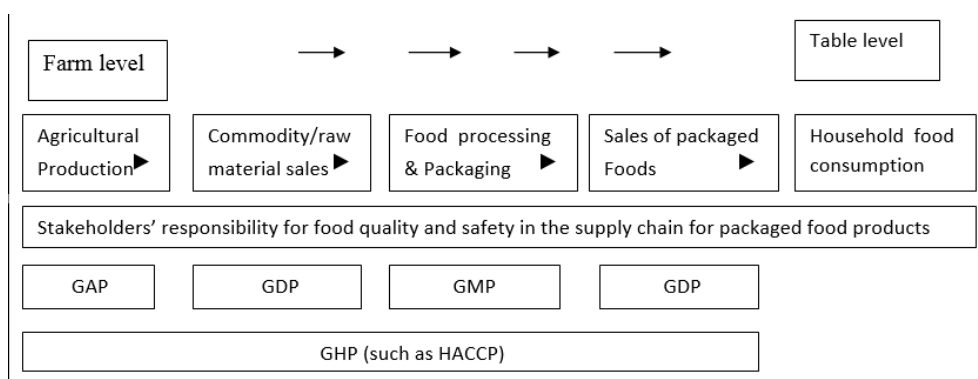 Farm level
Table level
Agricultural
Production
Commodity/raw
material sales
Food processing
& Packaging
Sales of packaged
Foods
Household food
consumption
Stakeholders' responsibility for food quality and safety in the supply chain for packaged food products
GAP
GDP
GMP
GDP
GHP (such as HACCP)